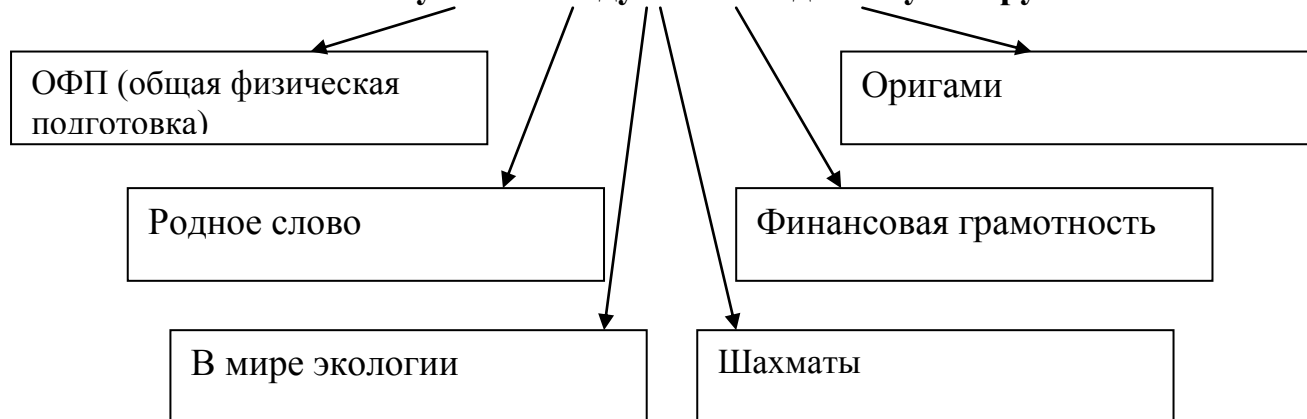 ОФП (общая физическая
подготовка)
Оригами
Родное слово
Финансовая грамотность
В мире экологии
Шахматы